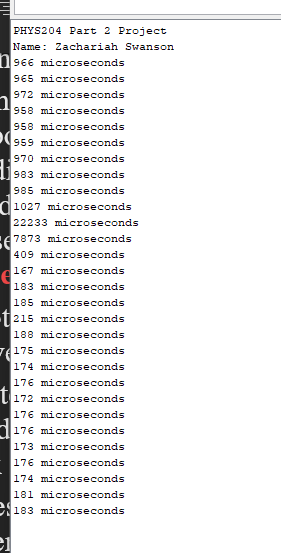 PHYS204 Part 2 Project
Name: Zachariah Swanson
966 microseconds
965 microseconds
972 microseconds
958 microseconds
958 microseconds
959 microseconds
970 microseconds
983 microseconds
985 microseconds
1027 microseconds
22233 microseconds
7873 microseconds
409 microseconds
167 microseconds
183 microseconds
185 microseconds
215 microseconds
188 microseconds
175 microseconds
174 microseconds
176 microseconds
172 microseconds
176 microseconds
176 microseconds
173 microseconds
176 microseconds
174 microseconds
181 microseconds
183 microseconds